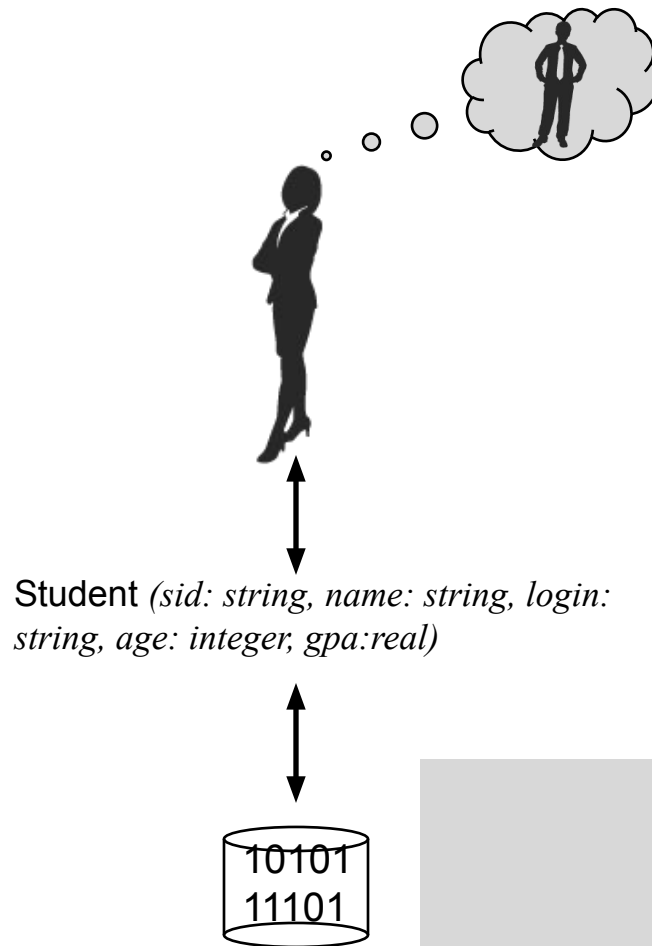 Student (sid: string, name: string, login:
string, age: integer, gpa:real)
10101
11101